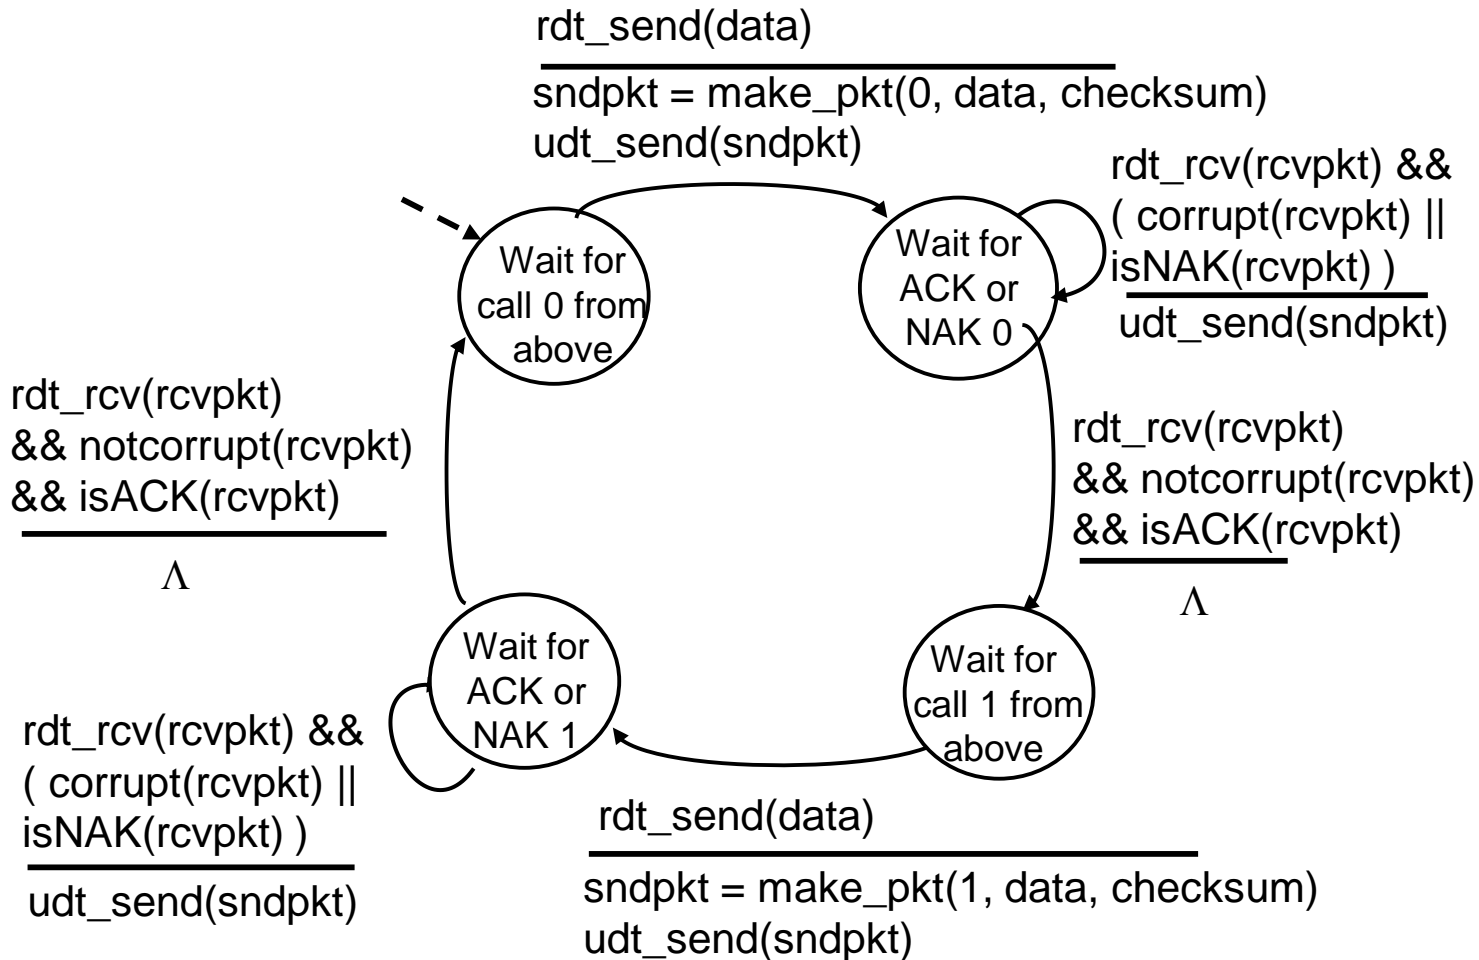 rdt_send(data)
sndpkt = make_pkt(0, data, checksum)
udt_send(sndpkt)
rdt_rcv(rcvpkt) &&
( corrupt(rcvpkt) ||
isNAK(rcvpkt) )
udt_send(sndpkt)
Wait for
call 0 from
above
Wait for
ACK or
NAK 0
rdt_rcv(rcvpkt)
&& notcorrupt(rcvpkt)
&& isACK(rcvpkt)
Λ
rdt_rcv(rcvpkt)
&& notcorrupt(rcvpkt)
&& isACK(rcvpkt)
Λ
Wait for
ACK or
NAK 1
Wait for
call 1 from
above
rdt_rcv(rcvpkt) &&
( corrupt(rcvpkt) ||
isNAK(rcvpkt) )
udt_send(sndpkt)
rdt_send(data)
sndpkt = make_pkt(1, data, checksum)
udt_send(sndpkt)